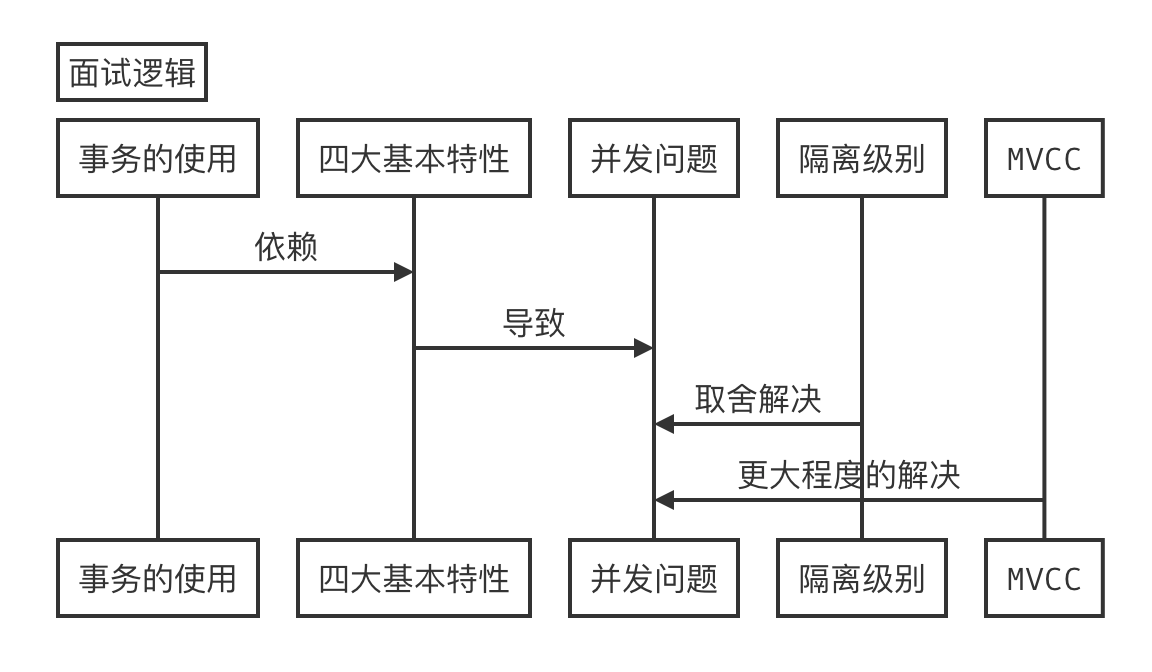 面试逻辑
事务的使用
四大基本特性
并发问题
隔离级别
MVCC
依赖
导致
取舍解决
更大程度的解决
事务的使用
四大基本特性
并发问题
隔离级别
MVCC